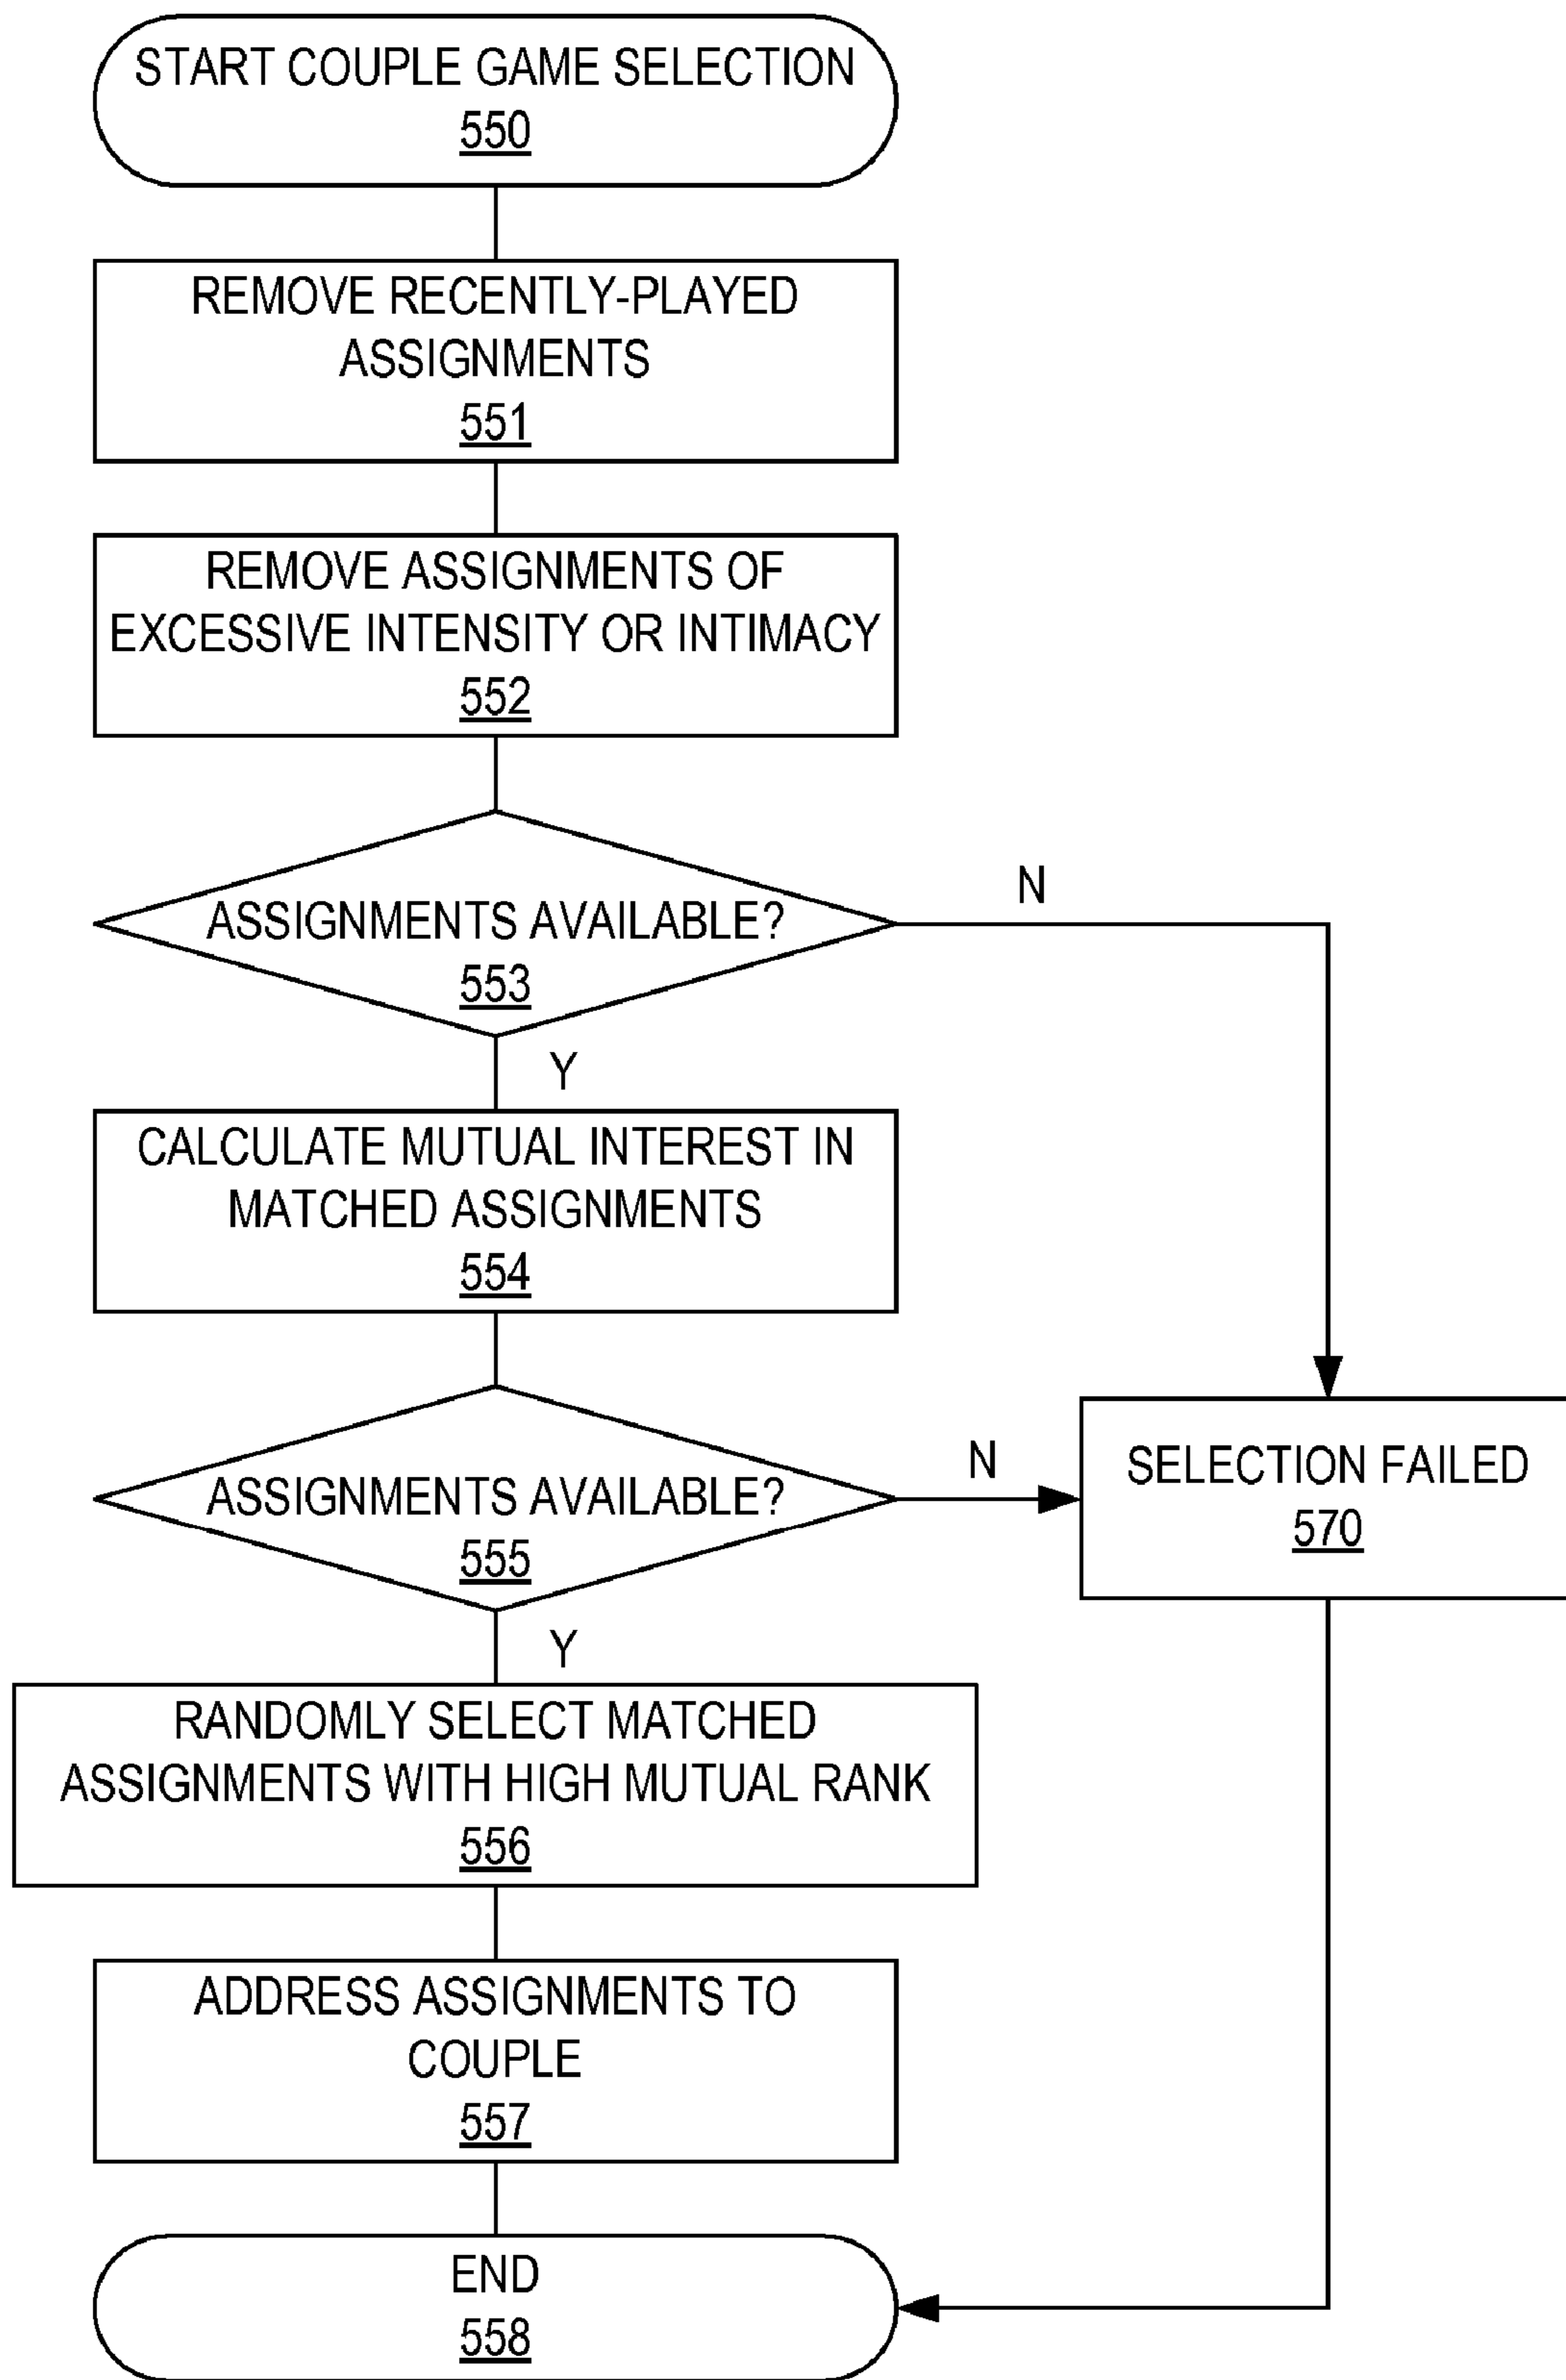 START COUPLE GAME SELECTION
550
REMOVE RECENTLY-PLAYED
ASSIGNMENTS
551
REMOVE ASSIGNMENTS OF
EXCESSIVE INTENSITY OR INTIMACY
552
ASSIGNMENTS AVAILABLE?
553
N
Y
CALCULATE MUTUAL INTEREST IN
MATCHED ASSIGNMENTS
554
ASSIGNMENTS AVAILABLE?
555
N
SELECTION FAILED
570
Y
RANDOMLY SELECT MATCHED
ASSIGNMENTS WITH HIGH MUTUAL RANK
556
ADDRESS ASSIGNMENTS TO
COUPLE
557
END
558